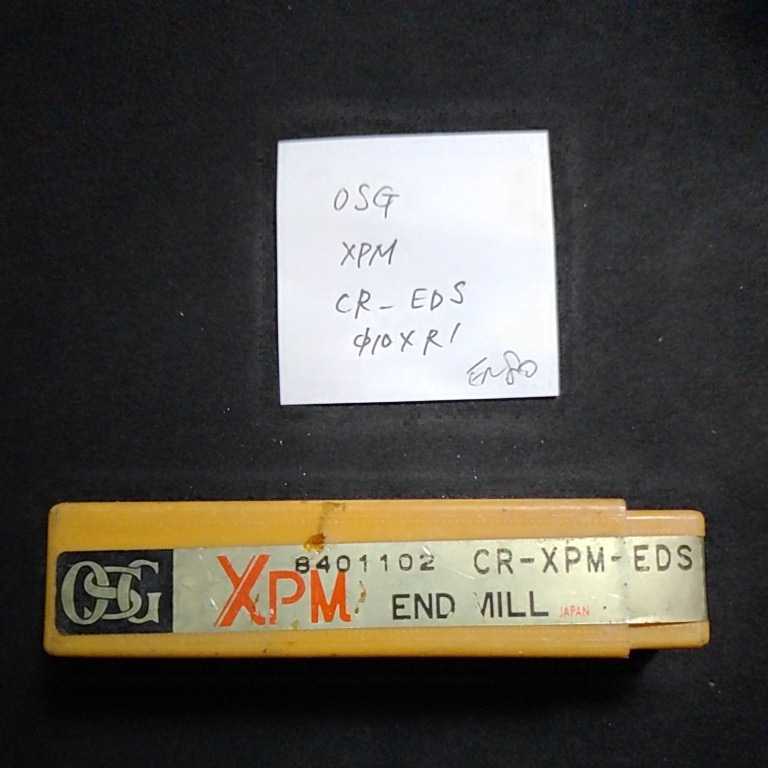 OSG
XPM
CR-EDS
φ10×R1
OSG
XPM
8401102 CR-XPM-EDS
END MILL JAPAN